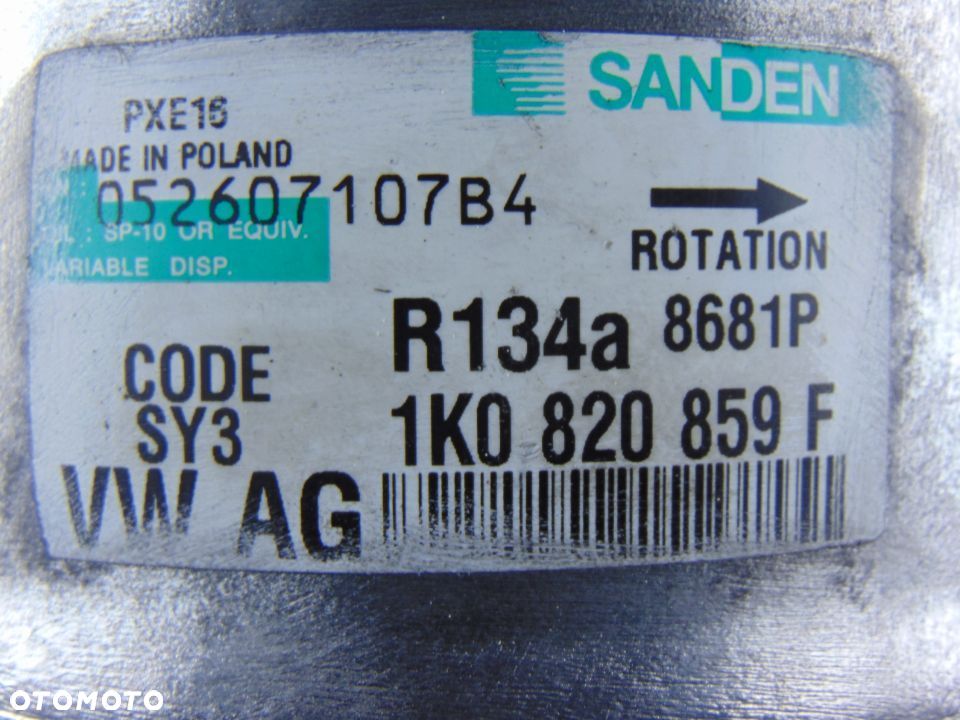 SANDEN
PXE16
MADE IN POLAND
052607107B4
OIL : SP-10 OR EQUIV.
VARIABLE DISP.
ROTATION
R134a 8681P
CODE
SY3
1K0 820 859 F
VW AG
OTOMOTO